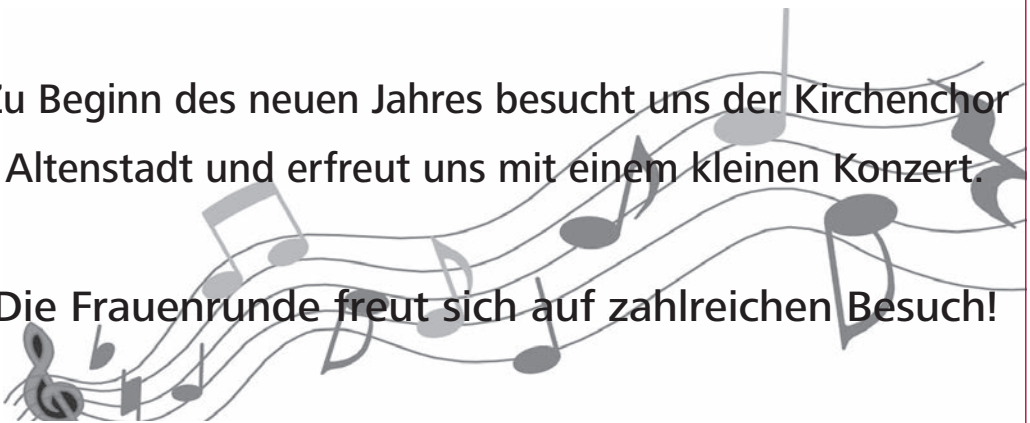 Zu Beginn des neuen Jahres besucht uns der Kirchenchor
Altenstadt und erfreut uns mit einem kleinen Konzert.
Die Frauenrunde freut sich auf zahlreichen Besuch!